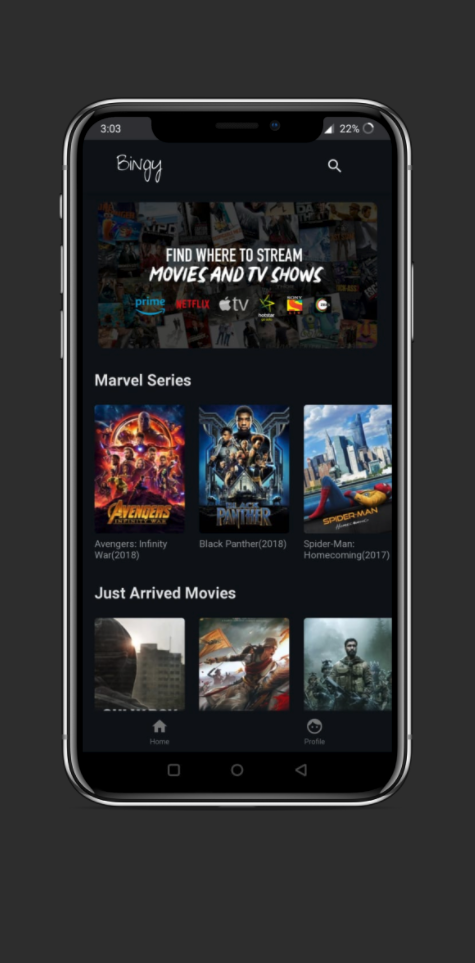 3:03
22%
Bingy
FIND WHERE TO STREAM
MOVIES AND TV SHOWS
prime
NETFLIX
tv
hotstar
SONY
Marvel Series
AVENGERS
INFINITY WAR
BLACK PANTHER
SPIDER-MAN
Homecoming
Avengers: Infinity
War(2018)
Black Panther(2018)
Spider-Man:
Homecoming(2017)
Just Arrived Movies
Home
Profile